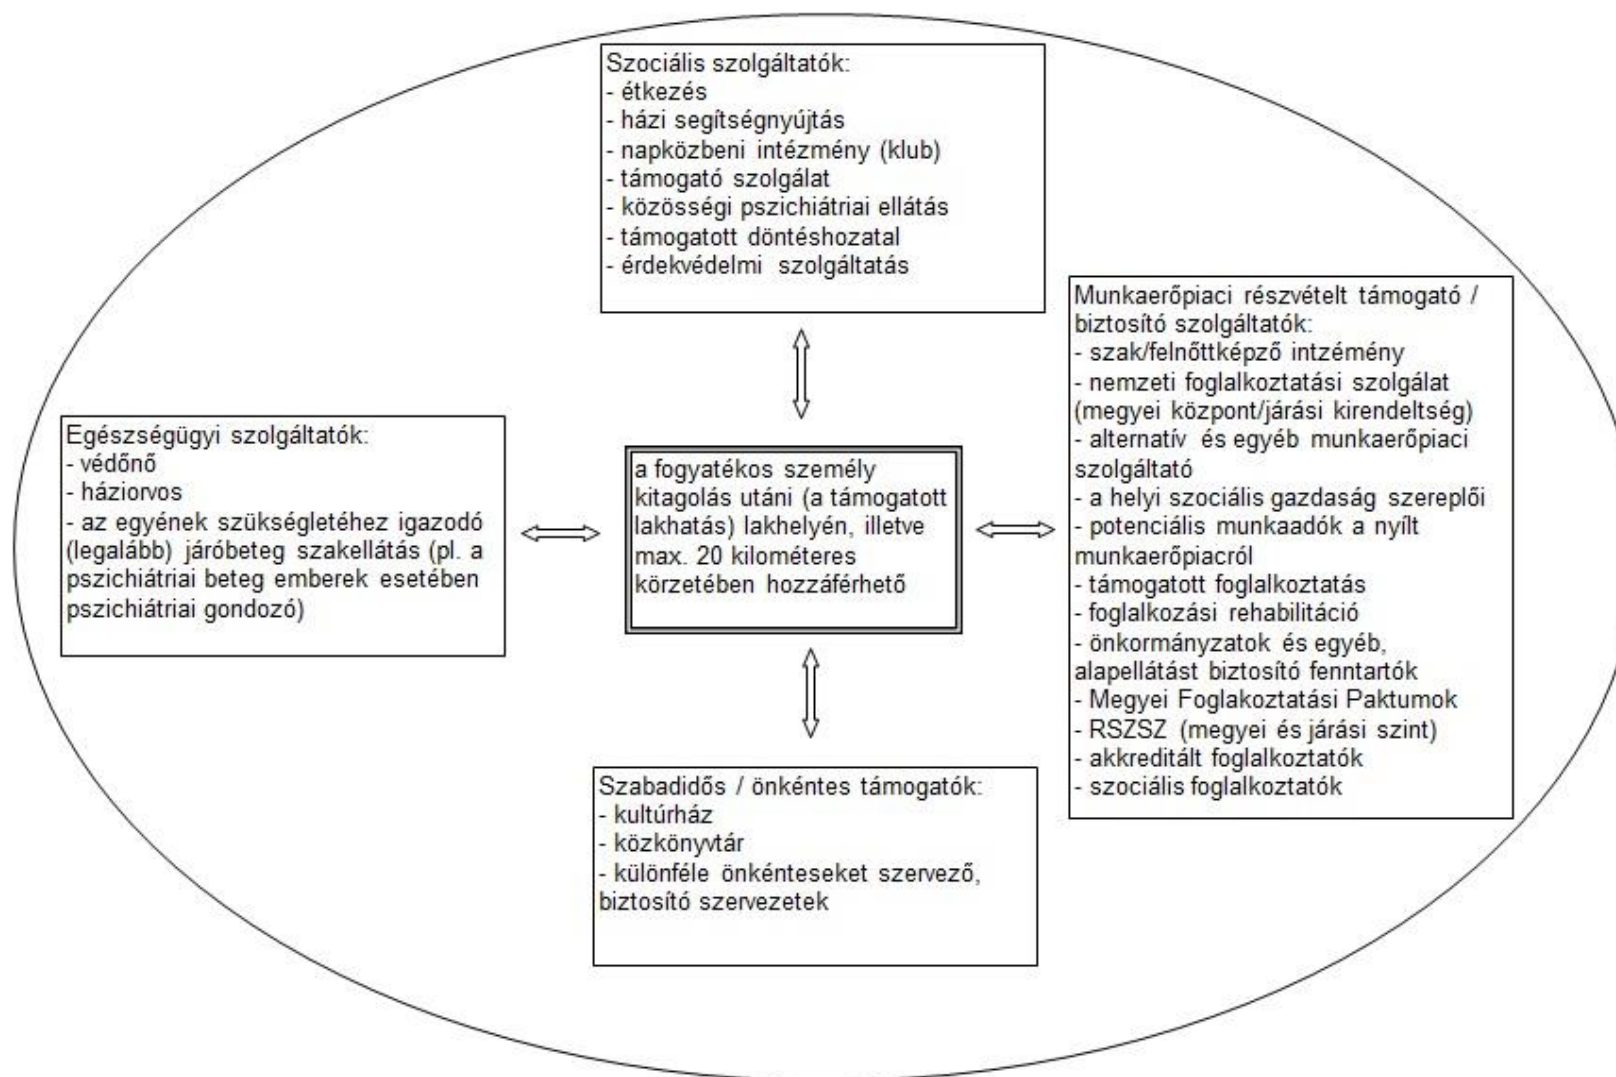 Szociális szolgáltatók:
- étkezés
- házi segítségnyújtás
- napközbeni intézmény (klub)
- támogató szolgálat
- közösségi pszichiátriai ellátás
- támogatott döntéshozatal
- érdekvédelmi szolgáltatás
Egészségügyi szolgáltatók:
- védőnő
- háziorvos
- az egyének szükségletéhez igazodó
(legalább) járóbeteg szakellátás (pl. a
pszichiátriai beteg emberek esetében
pszichiátriai gondozó)
a fogyatékos személy
kitagolás utáni (a támogatott
lakhatás) lakhelyén, illetve
max. 20 kilométeres
körzetében hozzáférhető
Munkaerőpiaci részvételt támogató /
biztosító szolgáltatók:
- szak/felnőttképző intzémény
- nemzeti foglalkoztatási szolgálat
(megyei központ/járási kirendeltség)
- alternatív és egyéb munkaerőpiaci
szolgáltató
- a helyi szociális gazdaság szereplői
- potenciális munkaadók a nyílt
munkaerőpiacról
- támogatott foglalkoztatás
- foglalkozási rehabilitáció
- önkormányzatok és egyéb,
alapellátást biztosító fenntartók
- Megyei Foglakoztatási Paktumok
- RSZSZ (megyei és járási szint)
- akkreditált foglalkoztatók
- szociális foglalkoztatók
Szabadidős / önkéntes támogatók:
- kultúrház
- közkönyvtár
- különféle önkénteseket szervező,
biztosító szervezetek